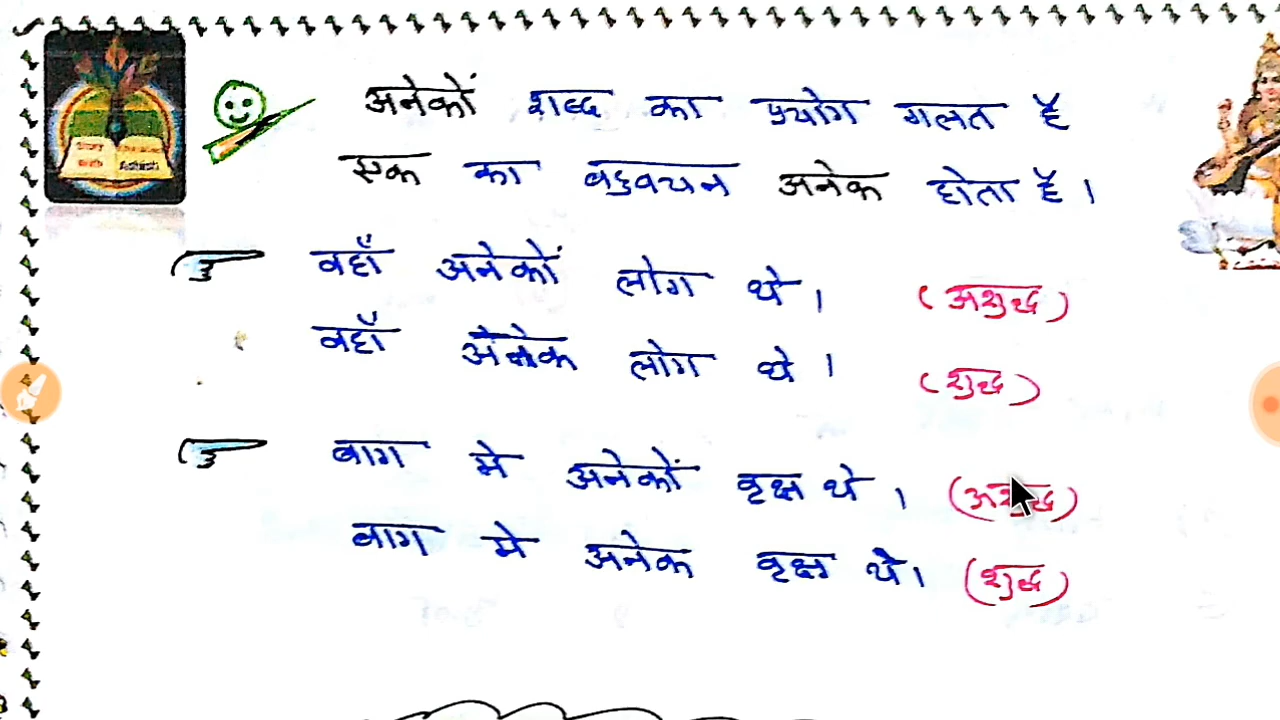 अनेकों शब्द का प्रयोग गलत है
एक का बहुवचन अनेक होता है।
वहाँ अनेकों लोग थे। (अशुद्ध)
वहाँ अनेक लोग थे। (शुद्ध)
बाग मे अनेकों वृक्ष थे। (अशुद्ध)
बाग मे अनेक वृक्ष थे। (शुद्ध)